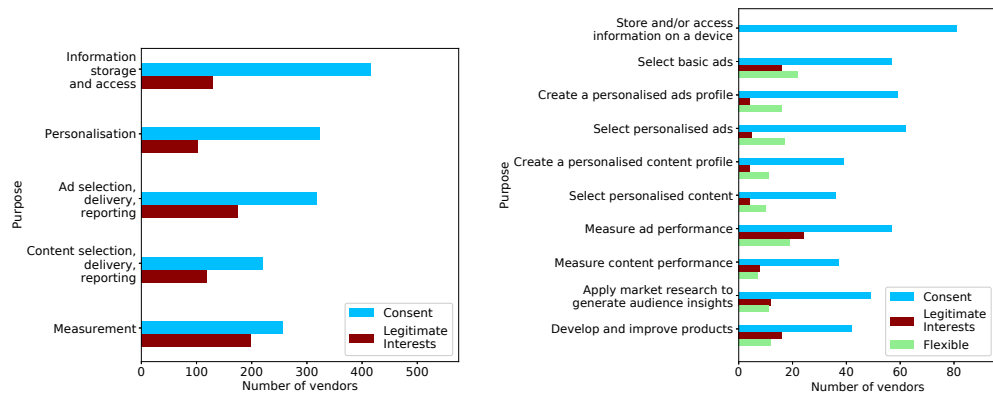 Purpose
Information
storage
and access
Personalisation
Ad selection,
delivery,
reporting
Content selection,
delivery,
reporting
Measurement
0 100 200 300 400 500
Number of vendors
Consent
Legitimate
Interests
Purpose
Store and/or access
information on a device
Select basic ads
Create a personalised ads profile
Select personalised ads
Create a personalised content profile
Select personalised content
Measure ad performance
Measure content performance
Apply market research to
generate audience insights
Develop and improve products
0 20 40 60 80
Number of vendors
Consent
Legitimate
Interests
Flexible